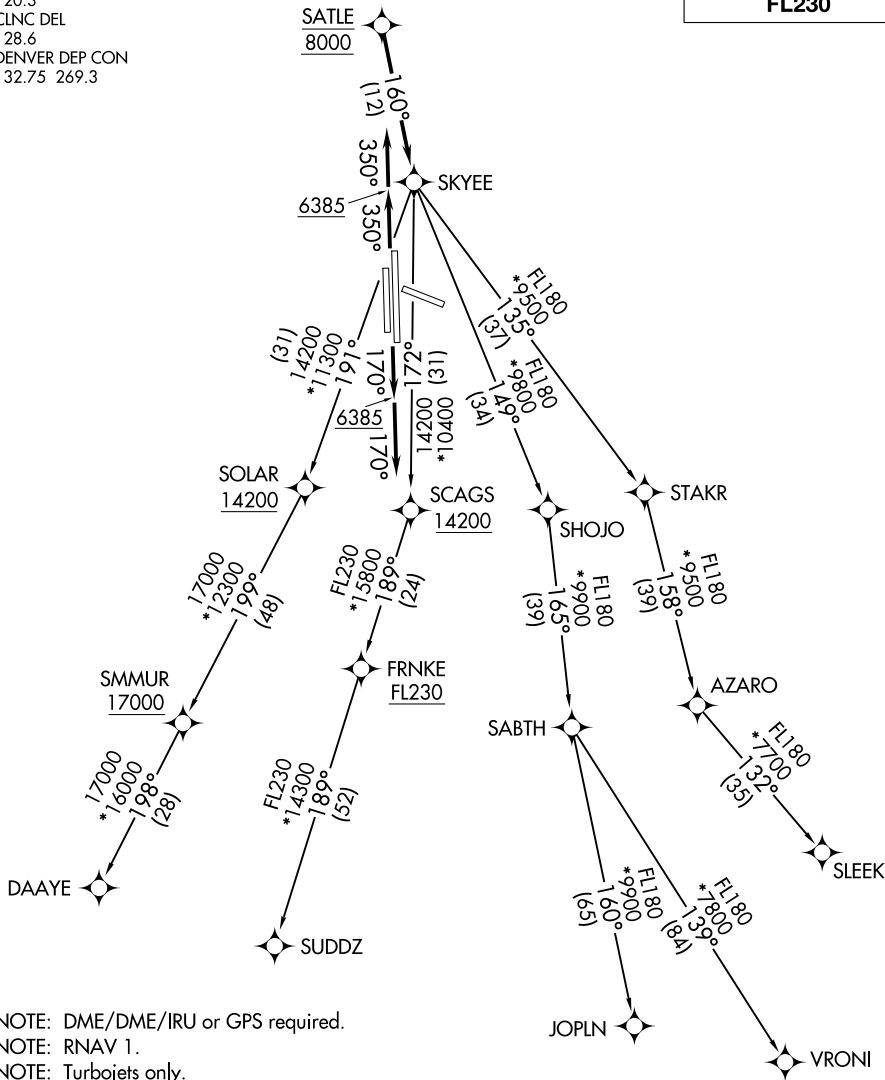 CLNC DEL
28.6
DENVER DEP CON
32.75 269.3
FL230
SATLE
8000
160°
(12)
350°
SKYEE
6385
350°
FL180
*9500
135°
(37)
FL180
*9800
149°
(34)
(31)
14200
*11300
191°
170°
172°
(31)
14200
*10400
6385
170°
SOLAR
14200
SCAGS
14200
SHOJO
STAKR
17000
*12300
199°
(48)
FL230
*15800
189°
(24)
FL180
*9900
165°
(39)
FL180
*9500
158°
(39)
SMMUR
17000
FRNKE
FL230
SABTH
AZARO
17000
*16000
198°
(28)
FL230
*14300
189°
(52)
FL180
*7700
132°
(35)
SLEEK
DAAYE
SUDDZ
FL180
*9900
160°
(65)
FL180
*7800
139°
(84)
JOPLN
VRONI
NOTE: DME/DME/IRU or GPS required.
NOTE: RNAV 1.
NOTE: Turbojets only.